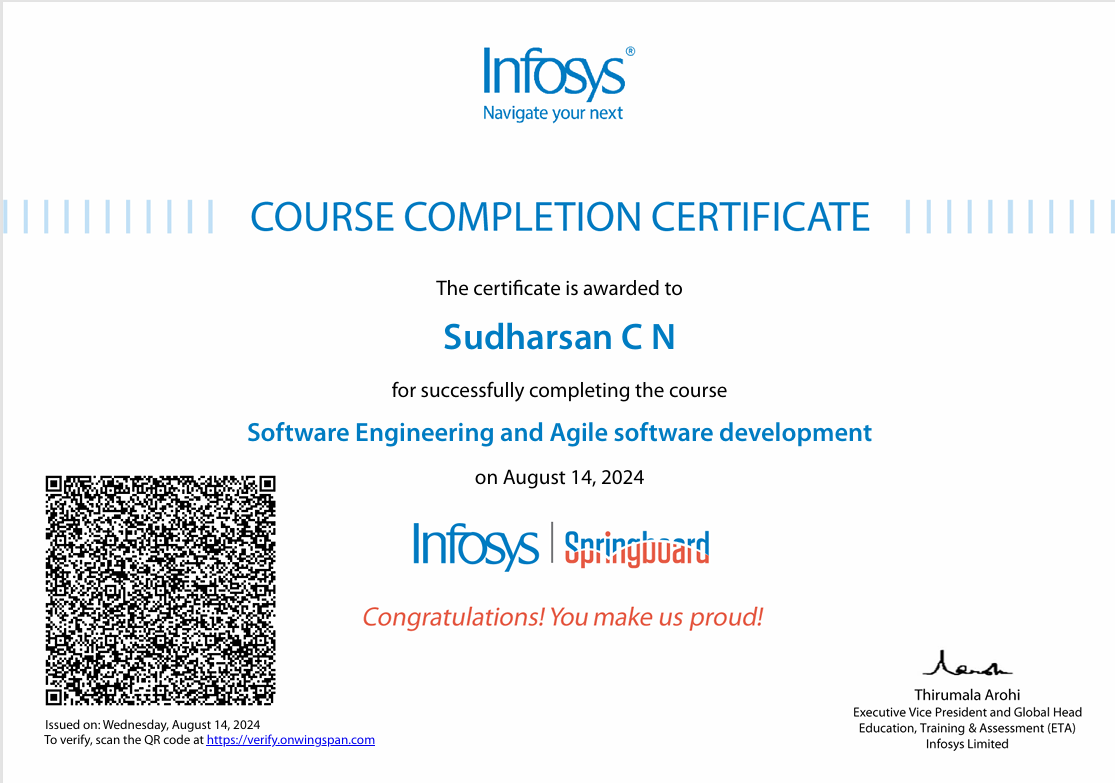 Infosys®
Navigate your next
COURSE COMPLETION CERTIFICATE
The certificate is awarded to
Sudharsan C N
for successfully completing the course
Software Engineering and Agile software development
on August 14, 2024
Infosys | Springboard
Congratulations! You make us proud!
Issued on: Wednesday, August 14, 2024
To verify, scan the QR code at https://verify.onwingspan.com
Thirumala Arohi
Executive Vice President and Global Head
Education, Training & Assessment (ETA)
Infosys Limited